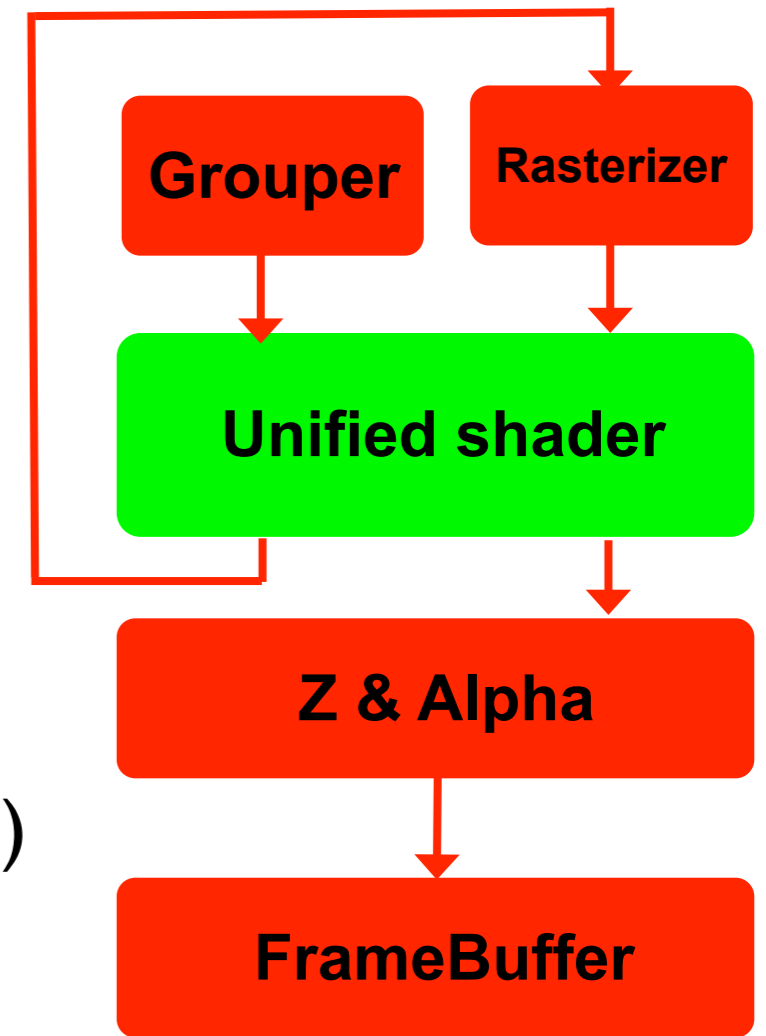 Grouper
Rasterizer
Unified shader
Z & Alpha
)
FrameBuffer